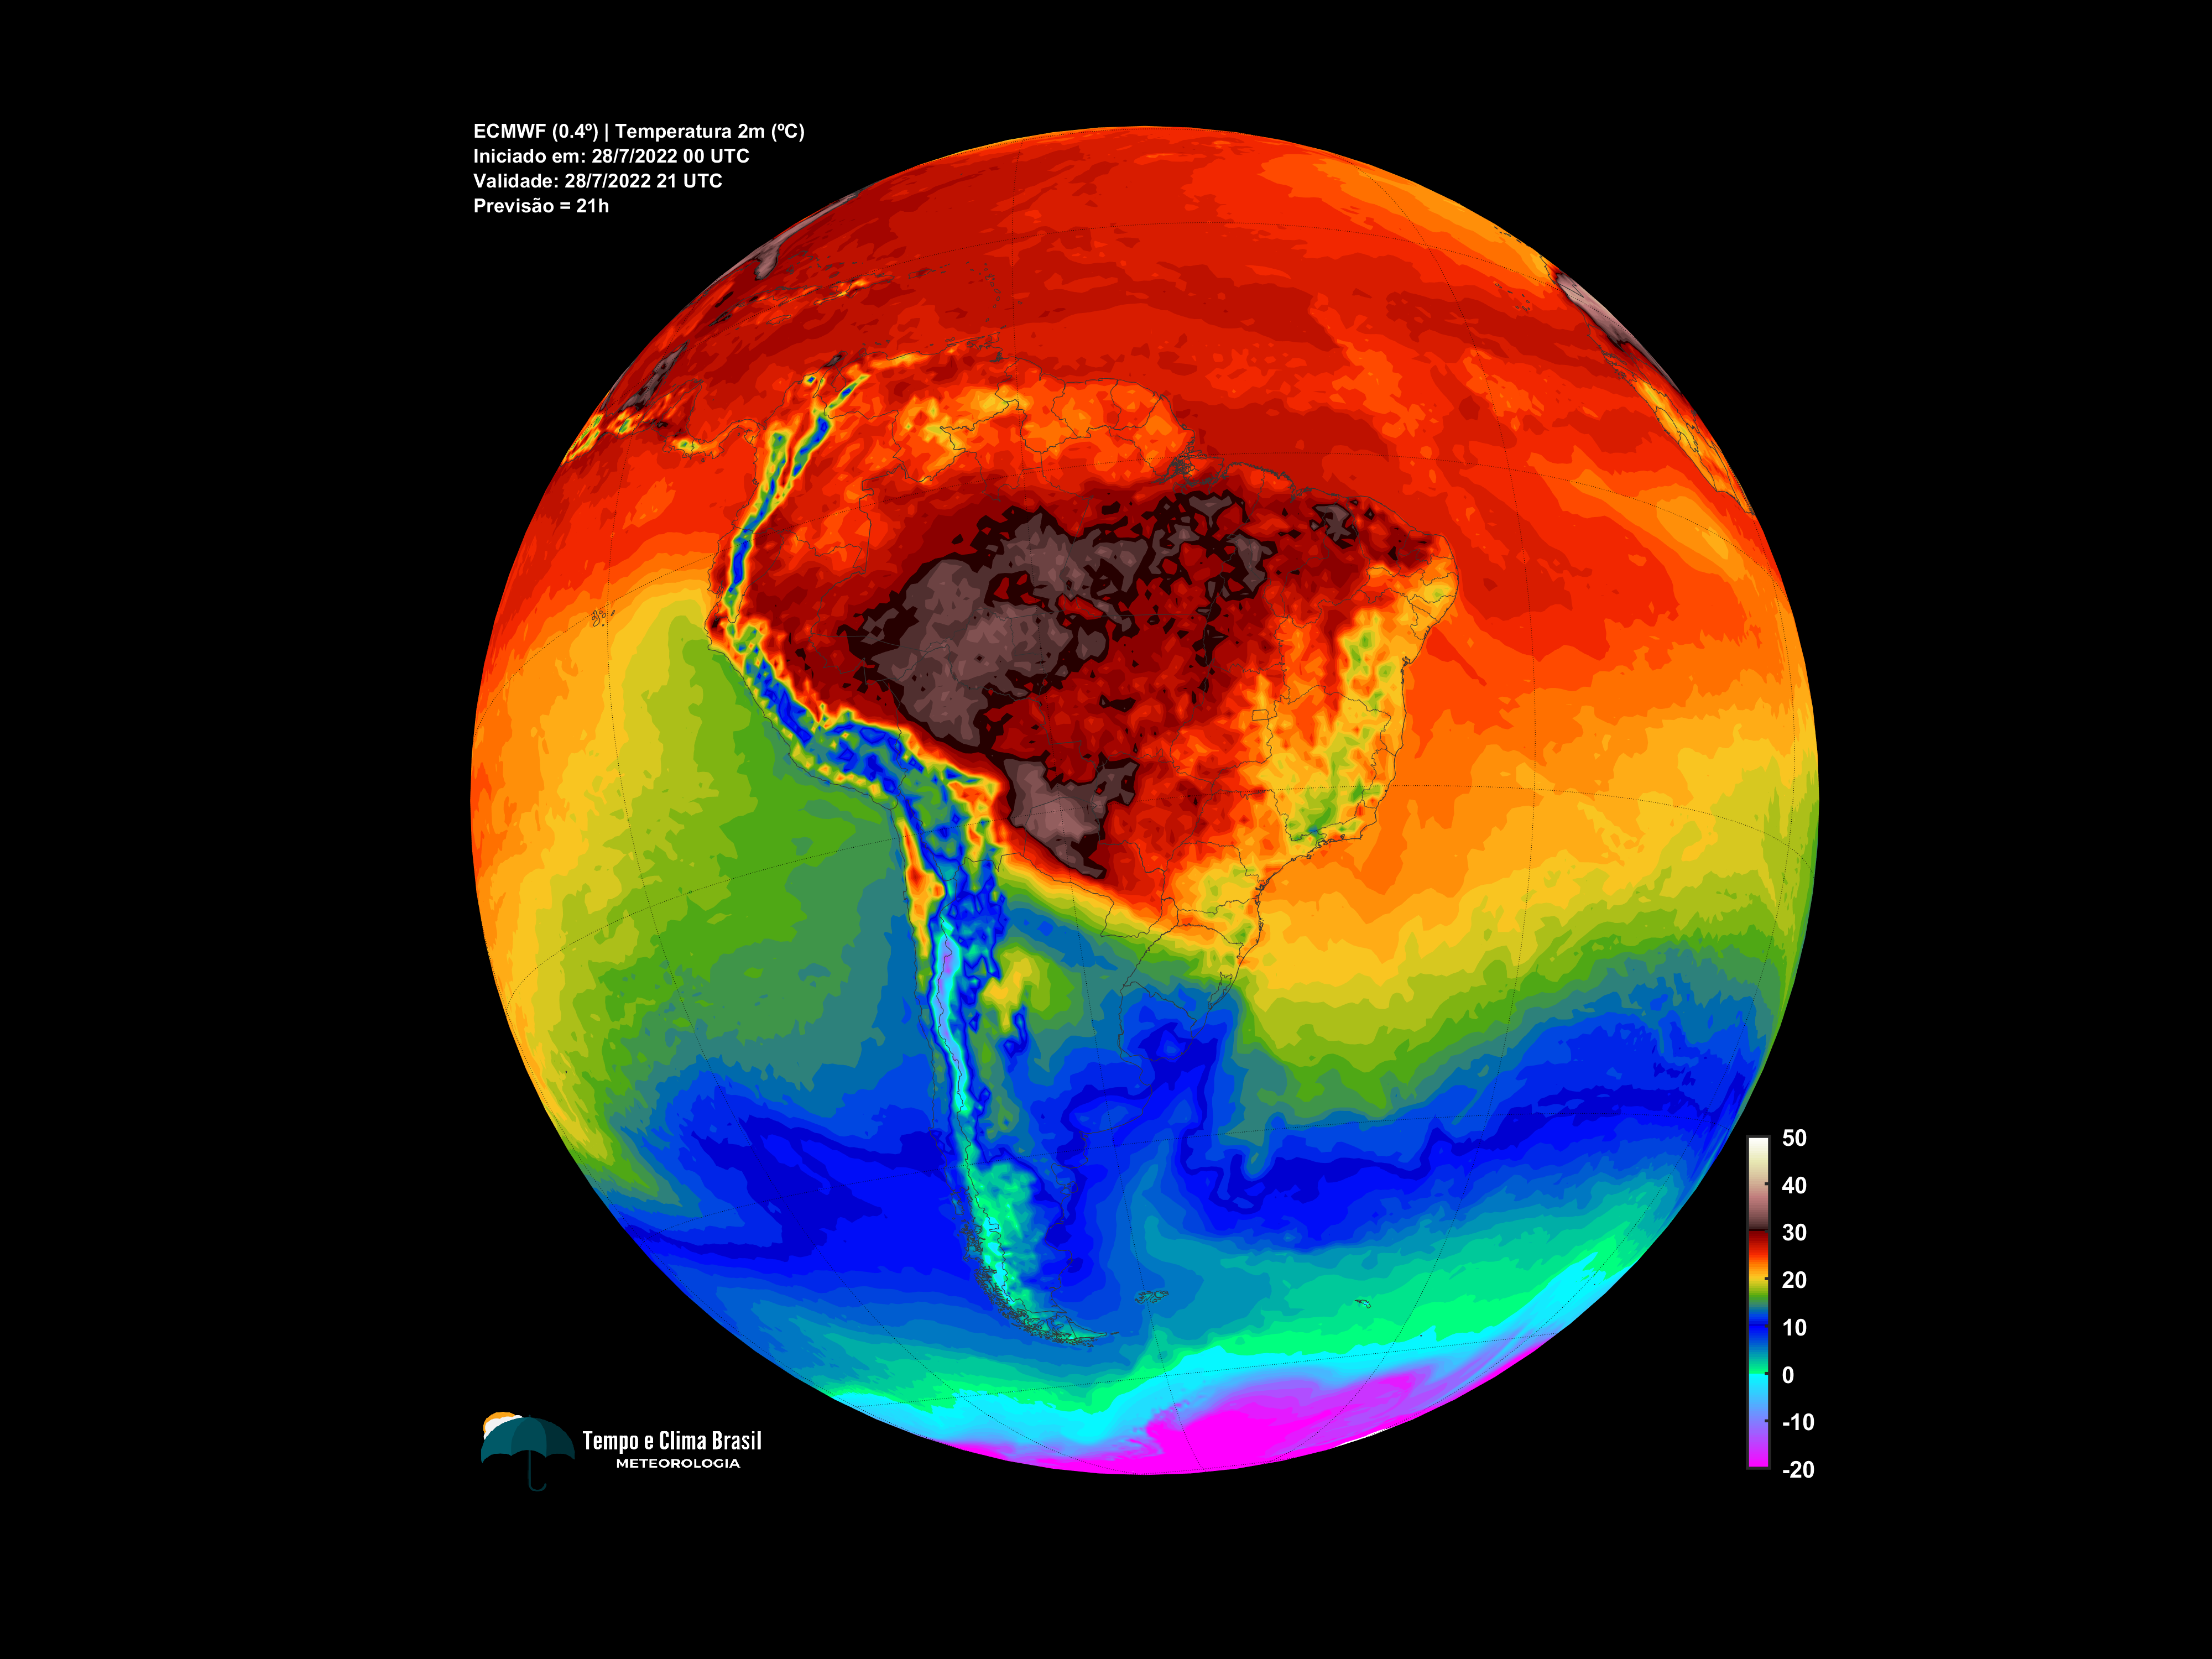 ECMWF (0.4º) | Temperatura 2m (ºC)
Iniciado em: 28/7/2022 00 UTC
Validade: 28/7/2022 21 UTC
Previsão = 21h
50
40
30
20
10
0
-10
-20
Tempo e Clima Brasil
METEOROLOGIA